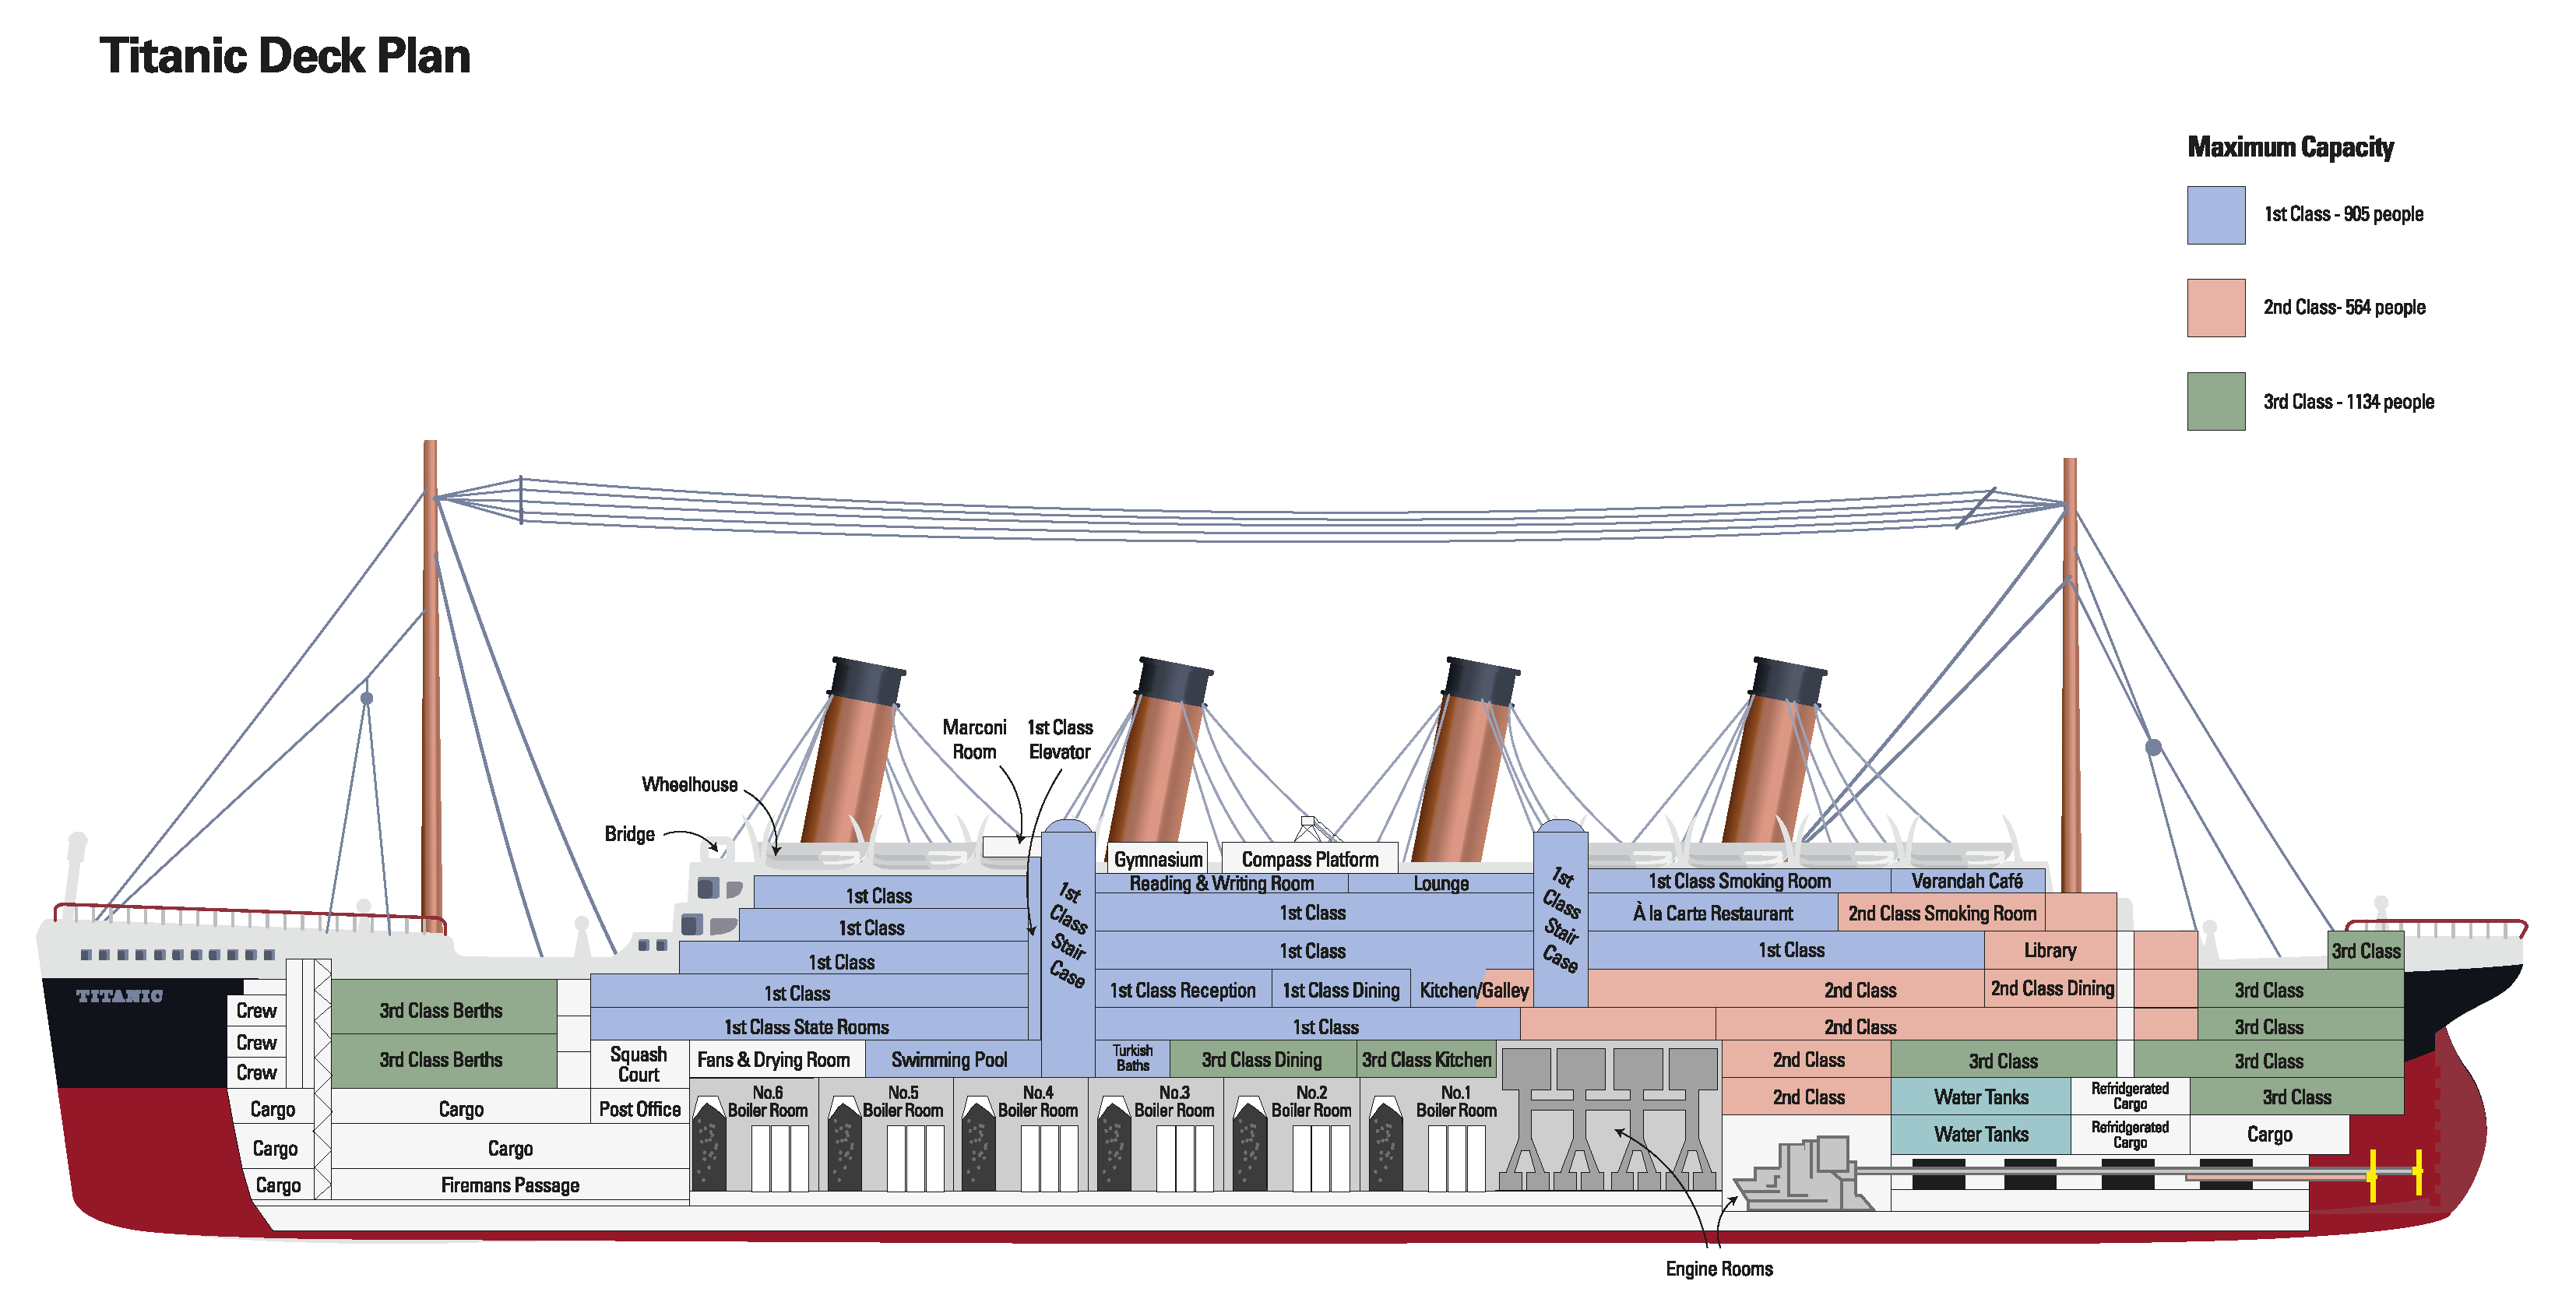 Titanic Deck Plan
Maximum Capacity
1st Class - 905 people
2nd Class- 564 people
3rd Class - 1134 people
Marconi
Room
1st Class
Elevator
Wheelhouse
Bridge
Gymnasium
Compass Platform
1st Class
Reading & Writing Room
Lounge
1st Class Smoking Room
Verandah Café
1st
Class
Stair
Case
1st
Class
Stair
Case
1st Class
1st Class
À la Carte Restaurant
2nd Class Smoking Room
1st Class
1st Class
1st Class
Library
3rd Class
TITANIC
1st Class
1st Class Reception
1st Class Dining
Kitchen/Galley
2nd Class
2nd Class Dining
3rd Class
Crew
3rd Class Berths
1st Class State Rooms
1st Class
2nd Class
3rd Class
Crew
Crew
3rd Class Berths
Squash
Court
Fans & Drying Room
Swimming Pool
Turkish
Baths
3rd Class Dining
3rd Class Kitchen
2nd Class
3rd Class
3rd Class
Cargo
Cargo
Post Office
No.6
Boiler Room
No.5
Boiler Room
No.4
Boiler Room
No.3
Boiler Room
No.2
Boiler Room
No.1
Boiler Room
2nd Class
Water Tanks
Refridgerated
Cargo
3rd Class
Cargo
Cargo
Water Tanks
Refridgerated
Cargo
Cargo
Cargo
Firemans Passage
Engine Rooms